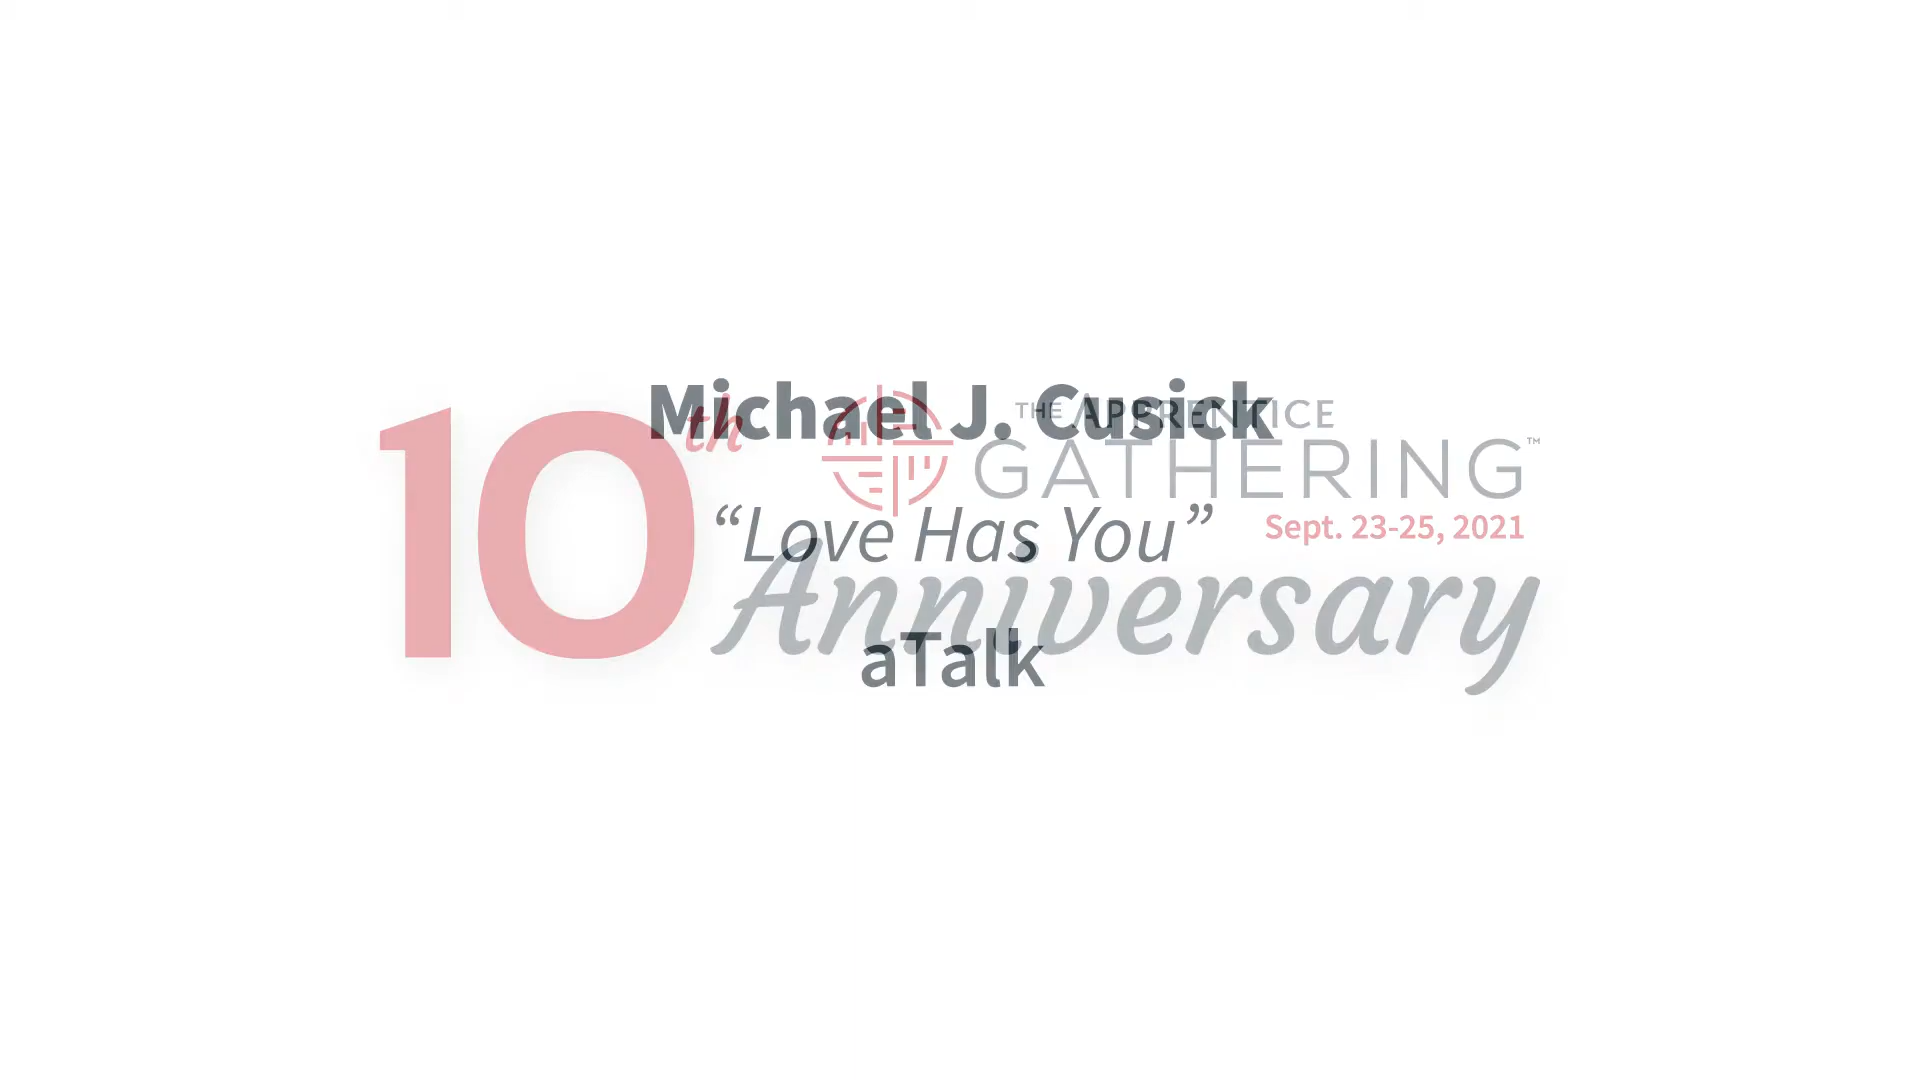 Michael J. Cusick
“Love Has You”
aTalk
10th
THE APPRENTICE
GATHERING™
Sept. 23-25, 2021
Anniversary